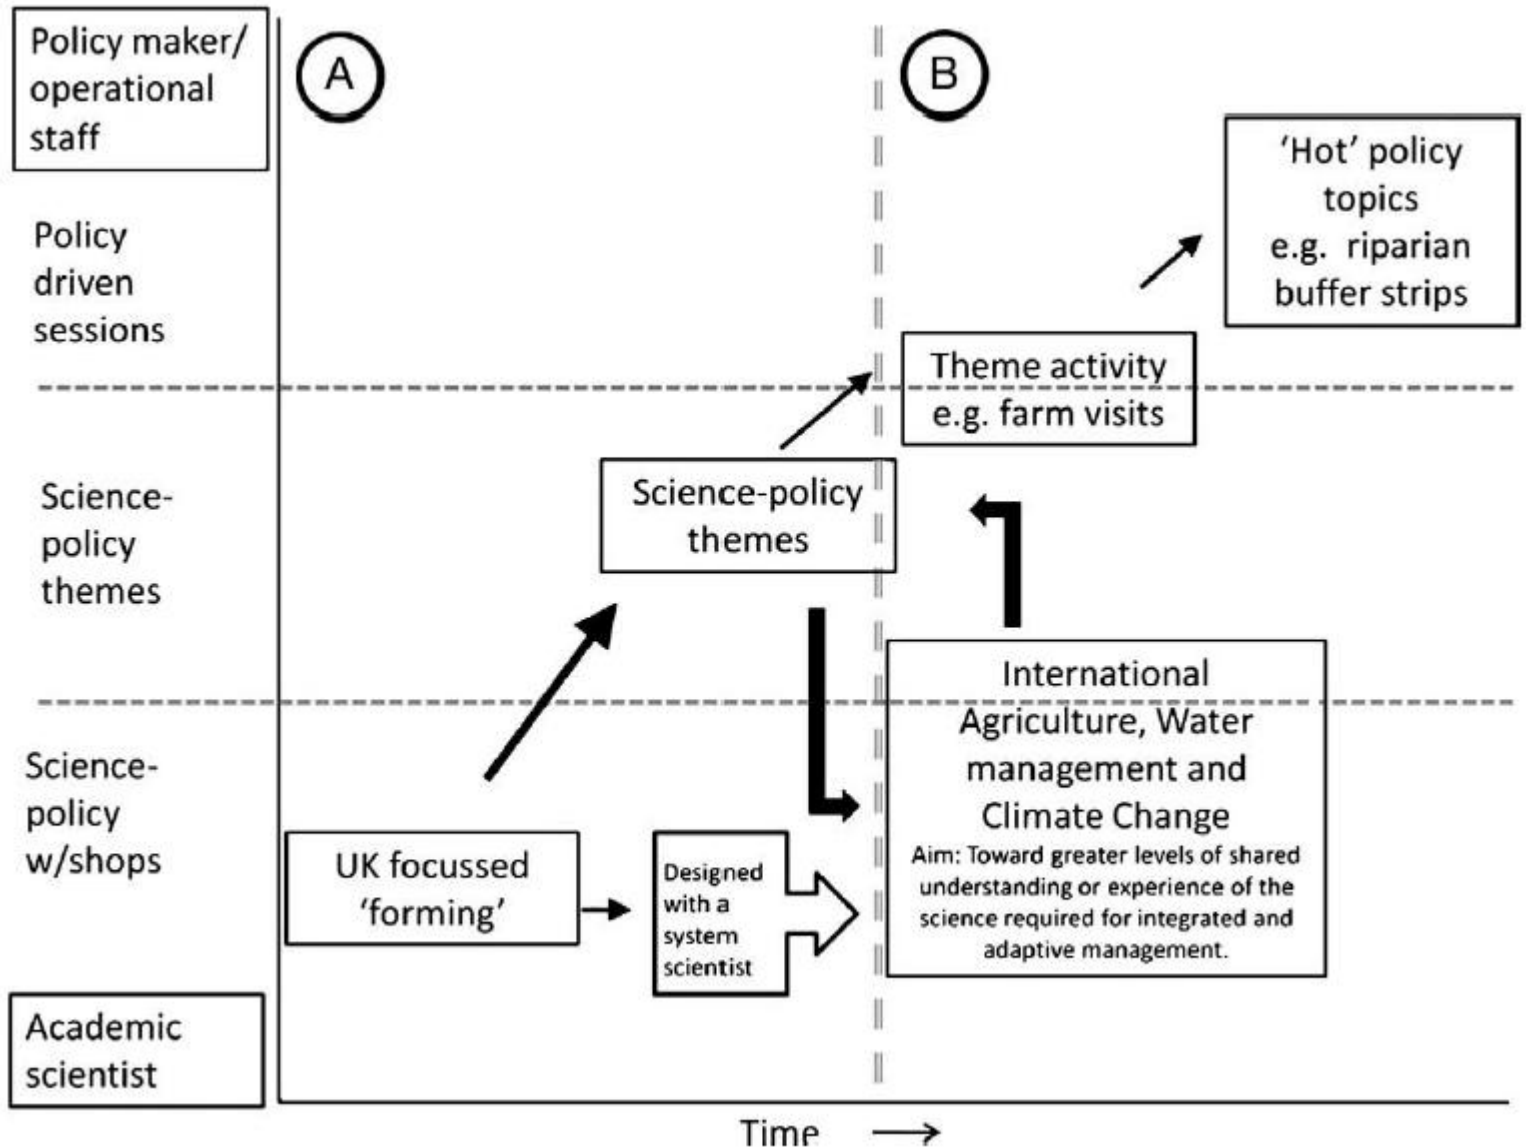 Policy maker/
operational
staff
A
B
'Hot' policy
topics
e.g. riparian
buffer strips
Policy
driven
sessions
Theme activity
e.g. farm visits
Science-
policy
themes
Science-policy
themes
International
Agriculture, Water
management and
Climate Change
Aim: Toward greater levels of shared
understanding or experience of the
science required for integrated and
adaptive management.
Science-
policy
w/shops
UK focussed
'forming'
Designed
with a
system
scientist
Academic
scientist
Time